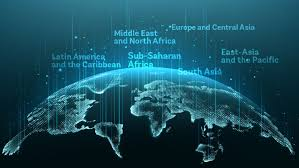 Europe and Central Asia
Middle East
and North Africa
Latin America
and the Caribbean
Sub-Saharan
Africa
East-Asia
and the Pacific
South Asia